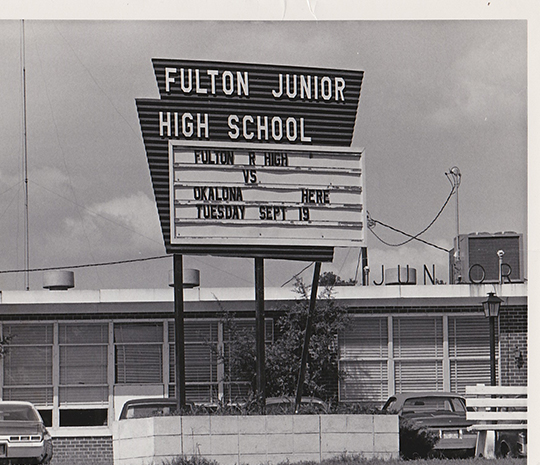 FULTON JUNIOR
HIGH SCHOOL
FULTON R HIGH
VS
OKALONA HERE
TUESDAY SEPT 19
JUNIOR